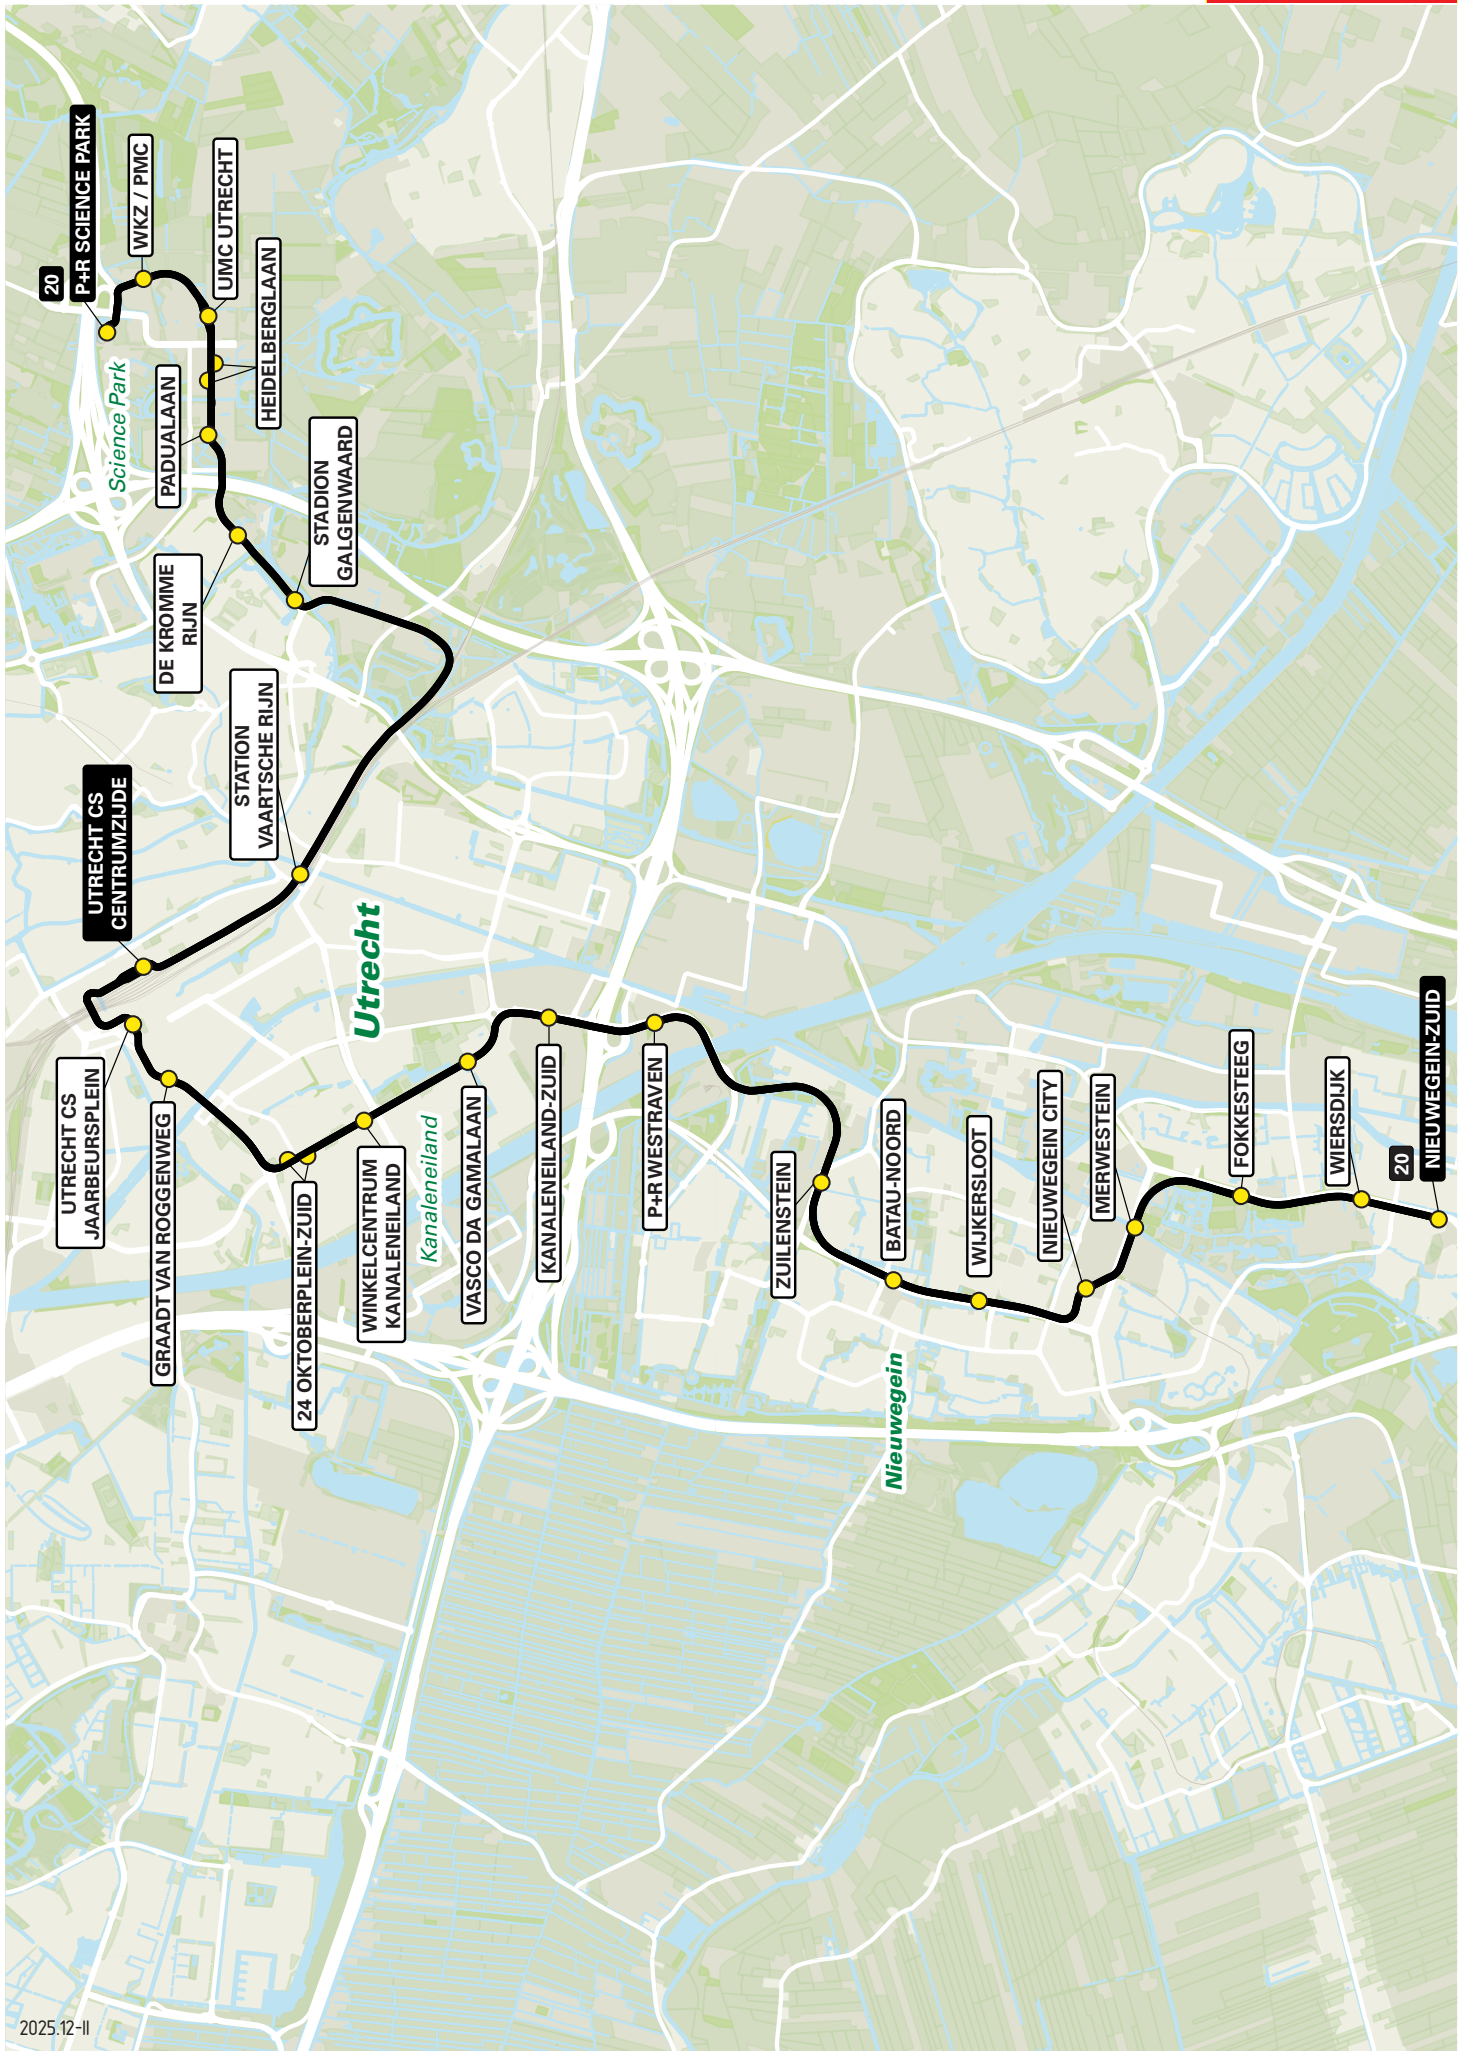 20
P+R SCIENCE PARK
WKZ / PMC
UMC UTRECHT
HEIDELBERGLAAN
Science Park
PADUALAAN
STADION
GALGENWAARD
DE KROMME
RIJN
STATION
VAARTSCHE RIJN
UTRECHT CS
CENTRUMZIJDE
Utrecht
UTRECHT CS
JAARBEURSPLEIN
GRAADT VAN ROGGENWEG
24 OKTOBERPLEIN-ZUID
WINKELCENTRUM
KANALENEILAND
Kanaleneiland
VASCO DA GAMALAAN
KANALENEILAND-ZUID
P+R WESTRAVEN
ZUILENSTEIN
BATAU-NOORD
Nieuwegein
WIJKERSLOOT
NIEUWEGEIN CITY
MERWESTEIN
FOKKESTEEG
WIERSDIJK
20
NIEUWEGEIN-ZUID
2025.12-II